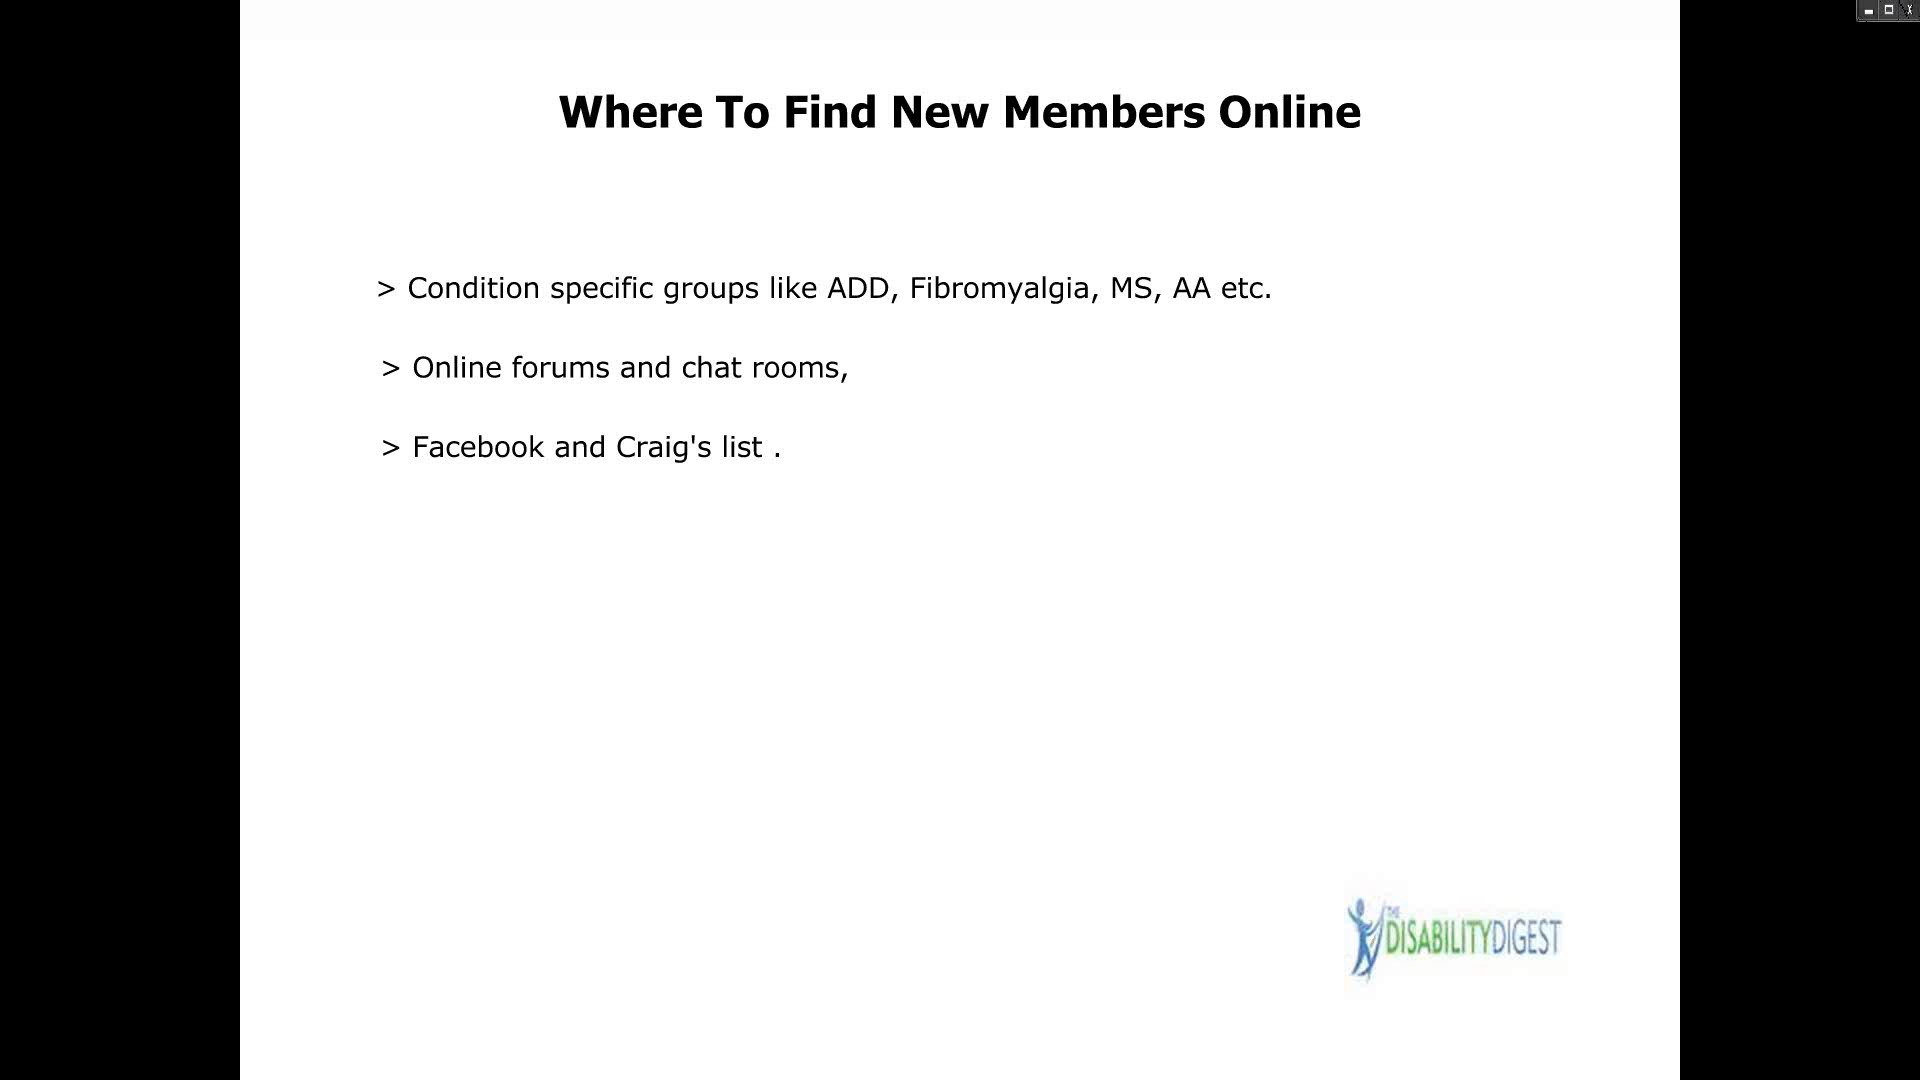 Where To Find New Members Online
> Condition specific groups like ADD, Fibromyalgia, MS, AA etc.
> Online forums and chat rooms,
> Facebook and Craig's list .
THE
DISABILITYDIGEST